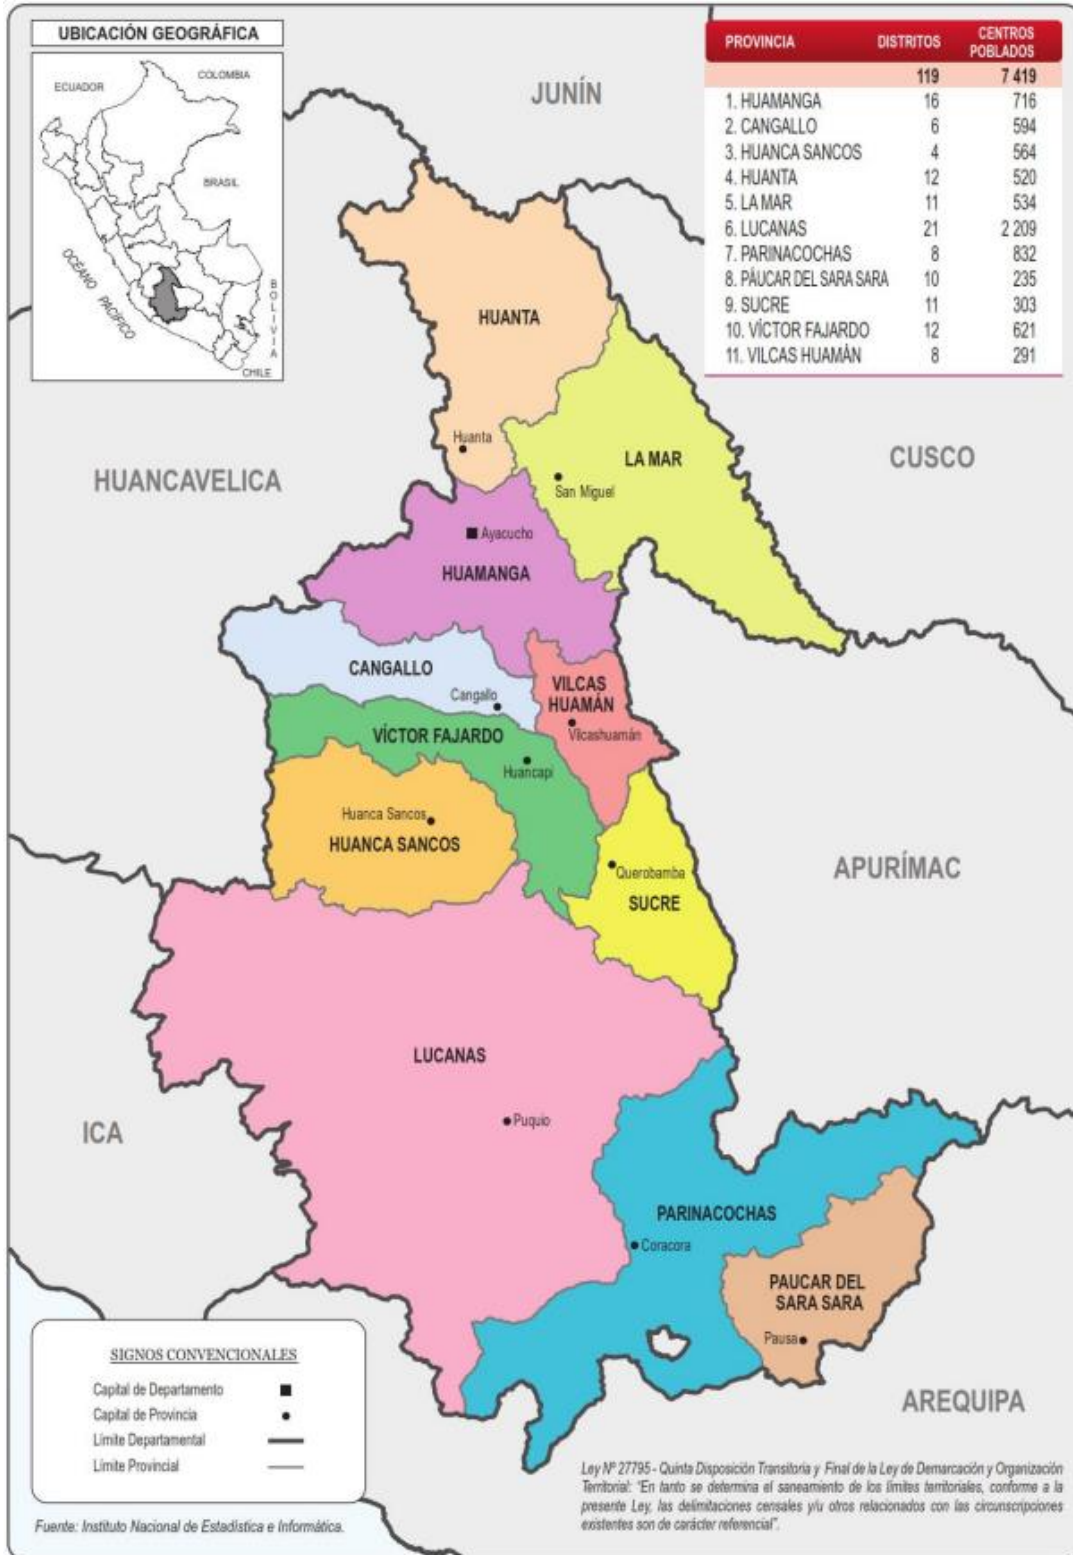 UBICACIÓN GEOGRÁFICA
ECUADOR
COLOMBIA
BRASIL
OCÉANO PACÍFICO
BOLIVIA
CHILE
PROVINCIA DISTRITOS CENTROS POBLADOS
119 7 419
1. HUAMANGA 16 716
2. CANGALLO 6 594
3. HUANCA SANCOS 4 564
4. HUANTA 12 520
5. LA MAR 11 534
6. LUCANAS 21 2 209
7. PARINACOCHAS 8 832
8. PÁUCAR DEL SARA SARA 10 235
9. SUCRE 11 303
10. VÍCTOR FAJARDO 12 621
11. VILCAS HUAMÁN 8 291
JUNÍN
HUANTA
Huanta
LA MAR
San Miguel
CUSCO
HUANCAVELICA
Ayacucho
HUAMANGA
CANGALLO
Cangallo
VILCAS
HUAMÁN
Vilcashuamán
VÍCTOR FAJARDO
Huancapi
Huanca Sancos
HUANCA SANCOS
Querobamba
SUCRE
APURÍMAC
LUCANAS
Puquio
ICA
PARINACOCHAS
Coracora
PAUCAR DEL
SARA SARA
Pausa
AREQUIPA
SIGNOS CONVENCIONALES
Capital de Departamento
Capital de Provincia
Límite Departamental
Límite Provincial
Fuente: Instituto Nacional de Estadística e Informática.
Ley Nº 27795 - Quinta Disposición Transitoria y Final de la Ley de Demarcación y Organización
Territorial: "En tanto se determina el saneamiento de los límites territoriales, conforme a la
presente Ley, las delimitaciones censales y/u otros relacionados con las circunscripciones
existentes son de carácter referencial".